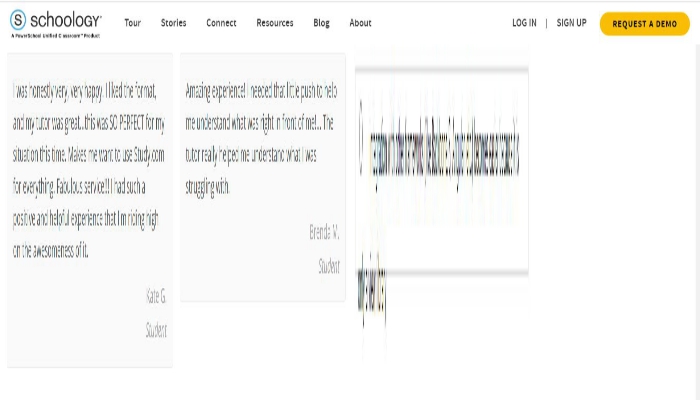 schoology
A PowerSchool Unified Classroom™ Product
Tour Stories Connect Resources Blog About LOG IN | SIGN UP REQUEST A DEMO
I was honestly very, very happy. I liked the format,
and my tutor was great...this was SO PERFECT for my
situation this time. Makes me want to use Study.com
for everything. Fabulous service!!! I had such a
positive and helpful experience that I'm riding high
on the awesomeness of it.
Kate G.
Student
Amazing experience! I needed that little push to help
me understand what was right in front of me!... The
tutor really helped me understand what I was
struggling with.
Brenda M.
Student